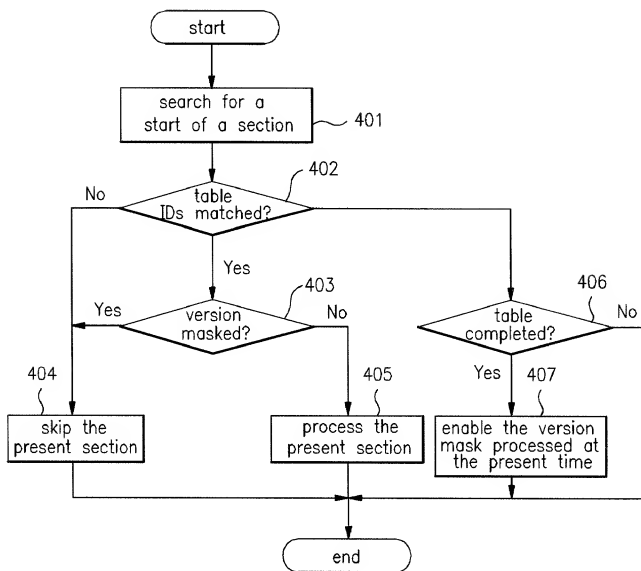 start
search for a
start of a section
401
402
No
table
IDs matched?
Yes
403
Yes
version
masked?
No
406
table
completed?
No
Yes
404
skip the
present section
405
process the
present section
407
enable the version
mask processed at
the present time
end